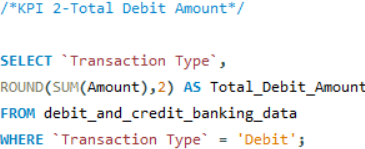 /*KPI 2-Total Debit Amount*/
SELECT `Transaction Type`,
ROUND(SUM(Amount),2) AS Total_Debit_Amount
FROM debit_and_credit_banking_data
WHERE `Transaction Type` = 'Debit';